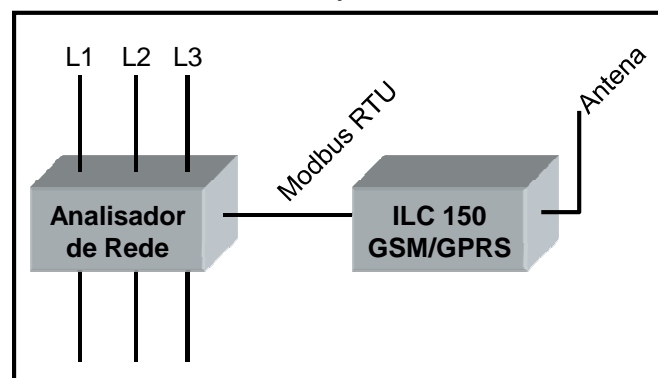 L1 L2 L3
Modbus RTU
Antena
Analisador
de Rede
ILC 150
GSM/GPRS